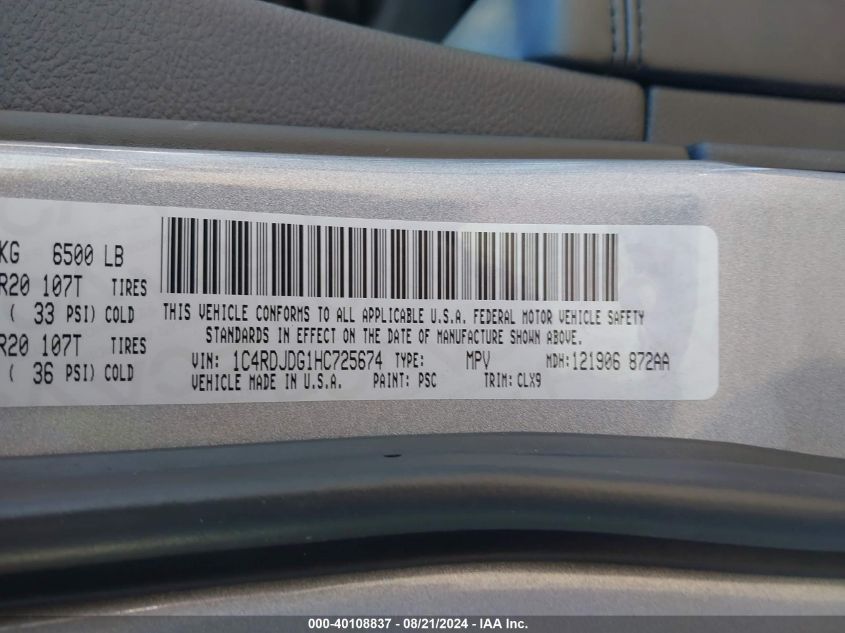 KG 6500 LB
R20 107T TIRES
( 33 PSI) COLD
R20 107T TIRES
( 36 PSI) COLD
THIS VEHICLE CONFORMS TO ALL APPLICABLE U.S.A. FEDERAL MOTOR VEHICLE SAFETY
STANDARDS IN EFFECT ON THE DATE OF MANUFACTURE SHOWN ABOVE.
VIN: 1C4RDJDG1HC725674 TYPE: MPV MDH:121906 872AA
VEHICLE MADE IN U.S.A. PAINT: PSC TRIM: CLX9
000-40108837 - 08/21/2024 - IAA Inc.